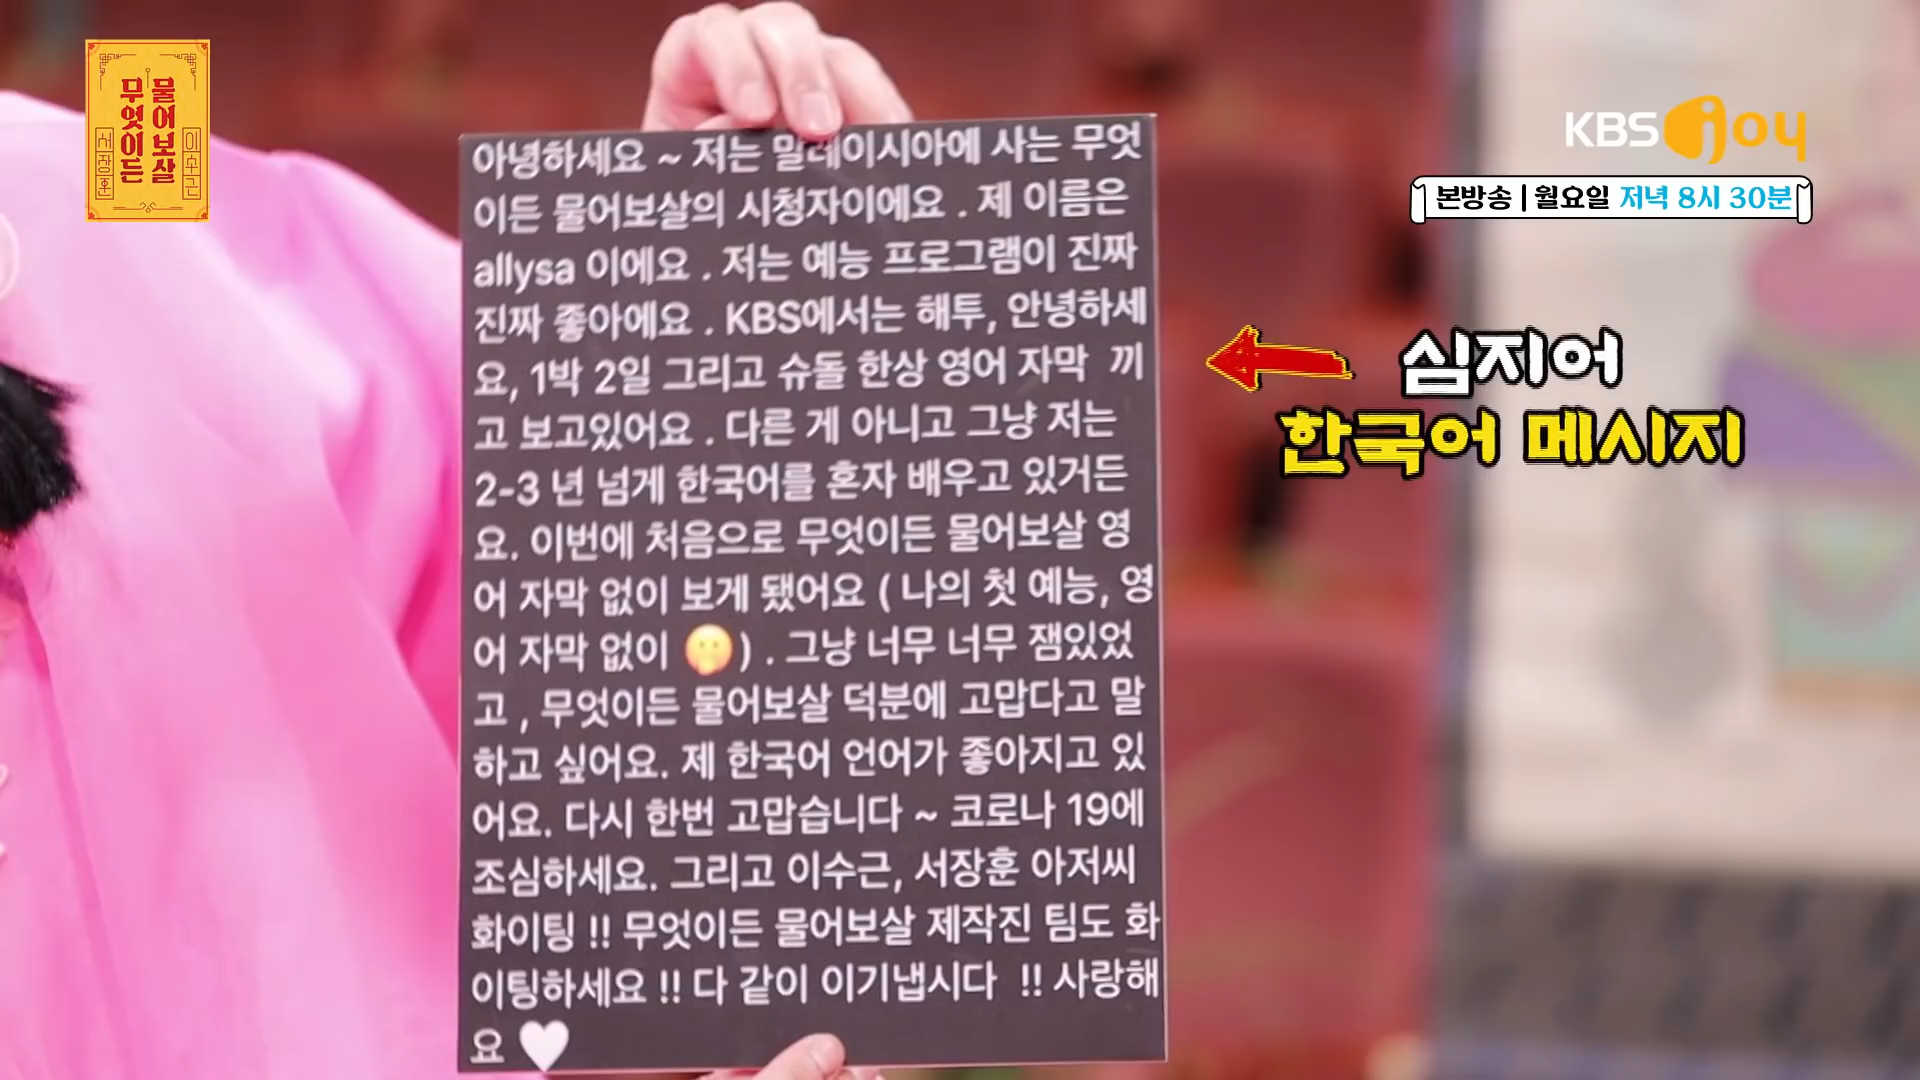 무엇이든
물어보살
서장훈
이수근
KBS joy
본방송 | 월요일 저녁 8시 30분
아녕하세요 ~ 저는 말레이시아에 사는 무엇
이든 물어보살의 시청자이에요 . 제 이름은
allysa 이에요 . 저는 예능 프로그램이 진짜
진짜 좋아에요 . KBS에서는 해투, 안녕하세
요, 1박 2일 그리고 슈돌 한상 영어 자막 끼
고 보고있어요 . 다른 게 아니고 그냥 저는
2-3 년 넘게 한국어를 혼자 배우고 있거든
요. 이번에 처음으로 무엇이든 물어보살 영
어 자막 없이 보게 됐어요 ( 나의 첫 예능, 영
어 자막 없이 🤭) . 그냥 너무 너무 잼있었
고 , 무엇이든 물어보살 덕분에 고맙다고 말
하고 싶어요. 제 한국어 언어가 좋아지고 있
어요. 다시 한번 고맙습니다 ~ 코로나 19에
조심하세요. 그리고 이수근, 서장훈 아저씨
화이팅 !! 무엇이든 물어보살 제작진 팀도 화
이팅하세요 !! 다 같이 이기냅시다 !! 사랑해
요 🤍
심지어
한국어 메시지